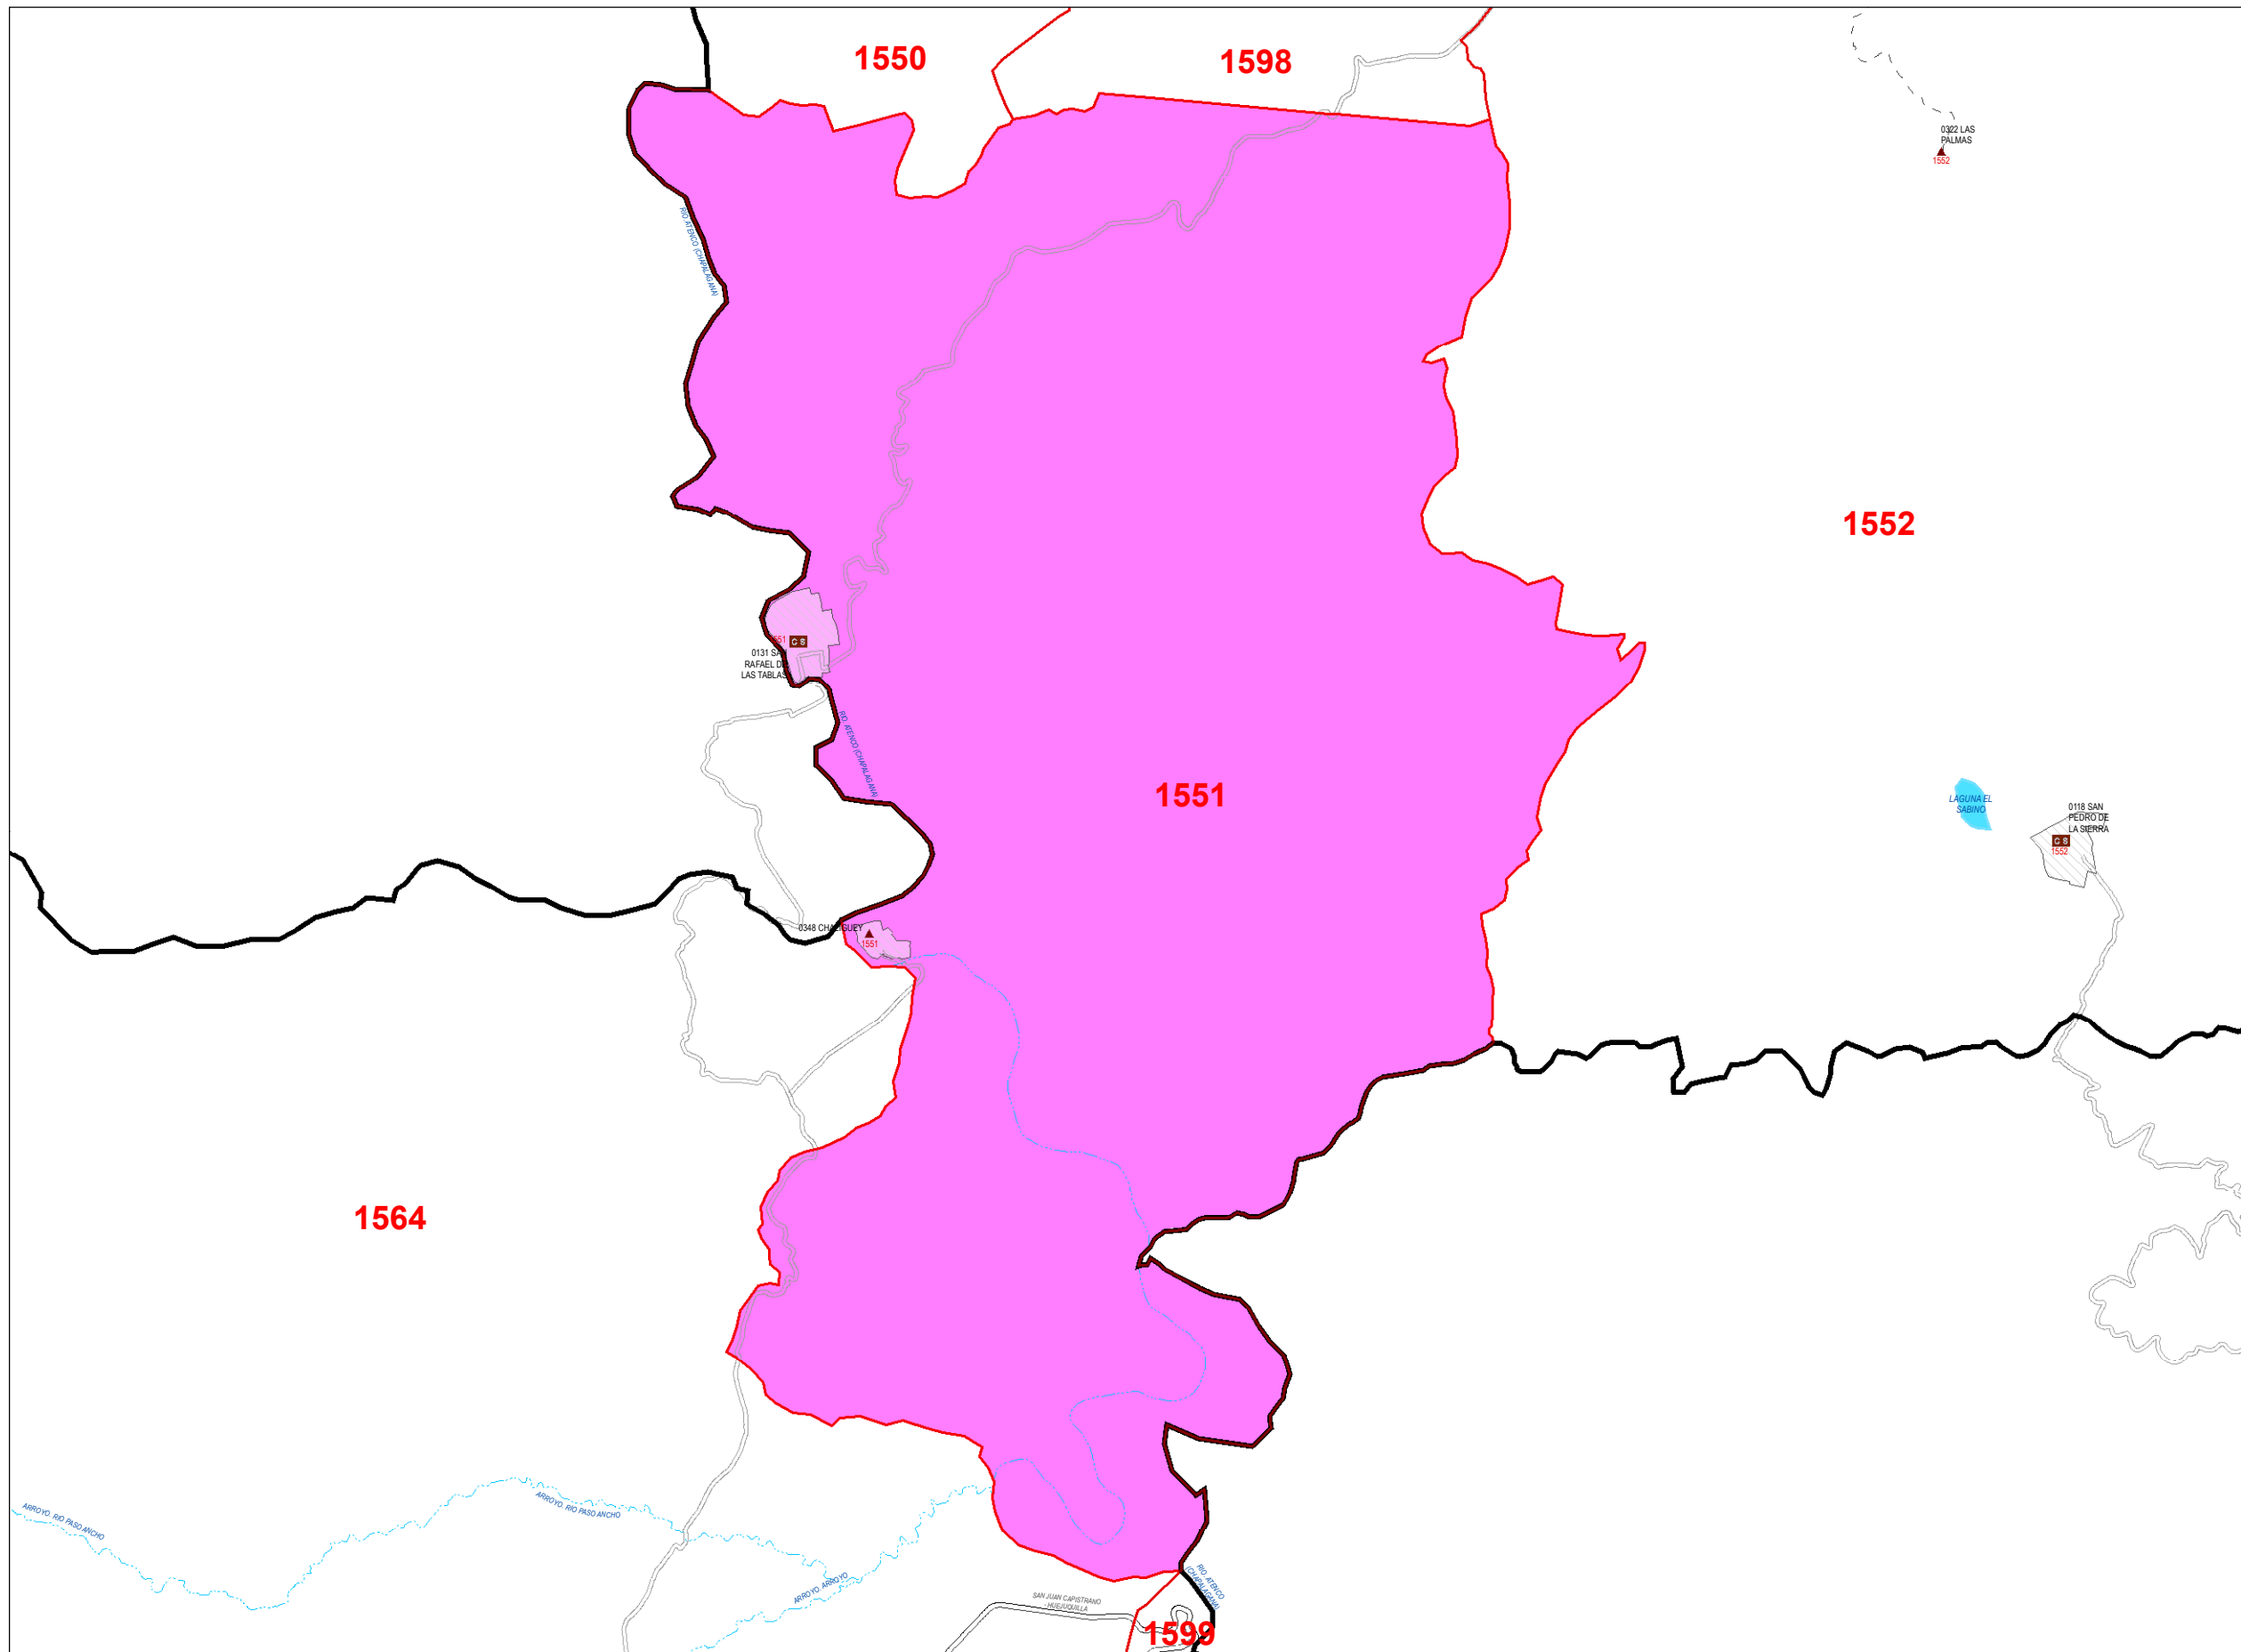 1550
1598
0322 LAS
PALMAS
1552
RIO. ATENCO (CHAPALAGANA)
1552
1551
C S
0131 SAN
RAFAEL DE
LAS TABLAS
RIO. ATENCO (CHAPALAGANA)
1551
LAGUNA EL
SABINO
0118 SAN
PEDRO DE
LA SIERRA
C S
1552
0348 CHALIGUEY
1551
1564
ARROYO. RIO PASO ANCHO
ARROYO. RIO PASO ANCHO
ARROYO. ARROYO
RIO. ATENCO
(CHAPALAGANA)
SAN JUAN CAPISTRANO
- HUEJUQUILLA
1599